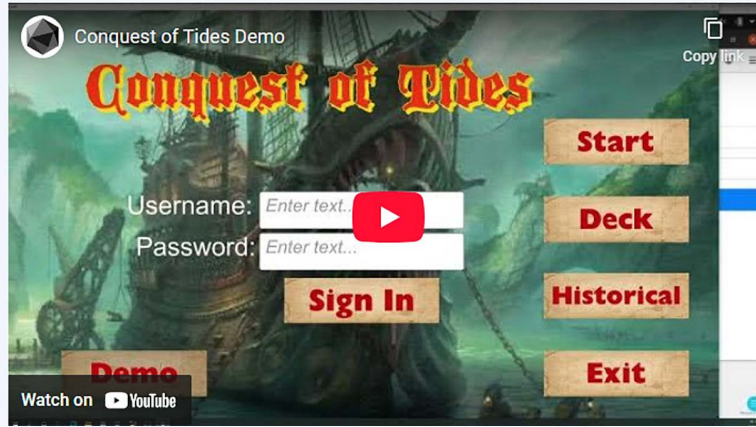 Conquest of Tides Demo
Copy link
Conquest of Tides
Start
Username: Enter text...
Deck
Password: Enter text...
Sign In
Historical
Demo
Exit
Watch on YouTube